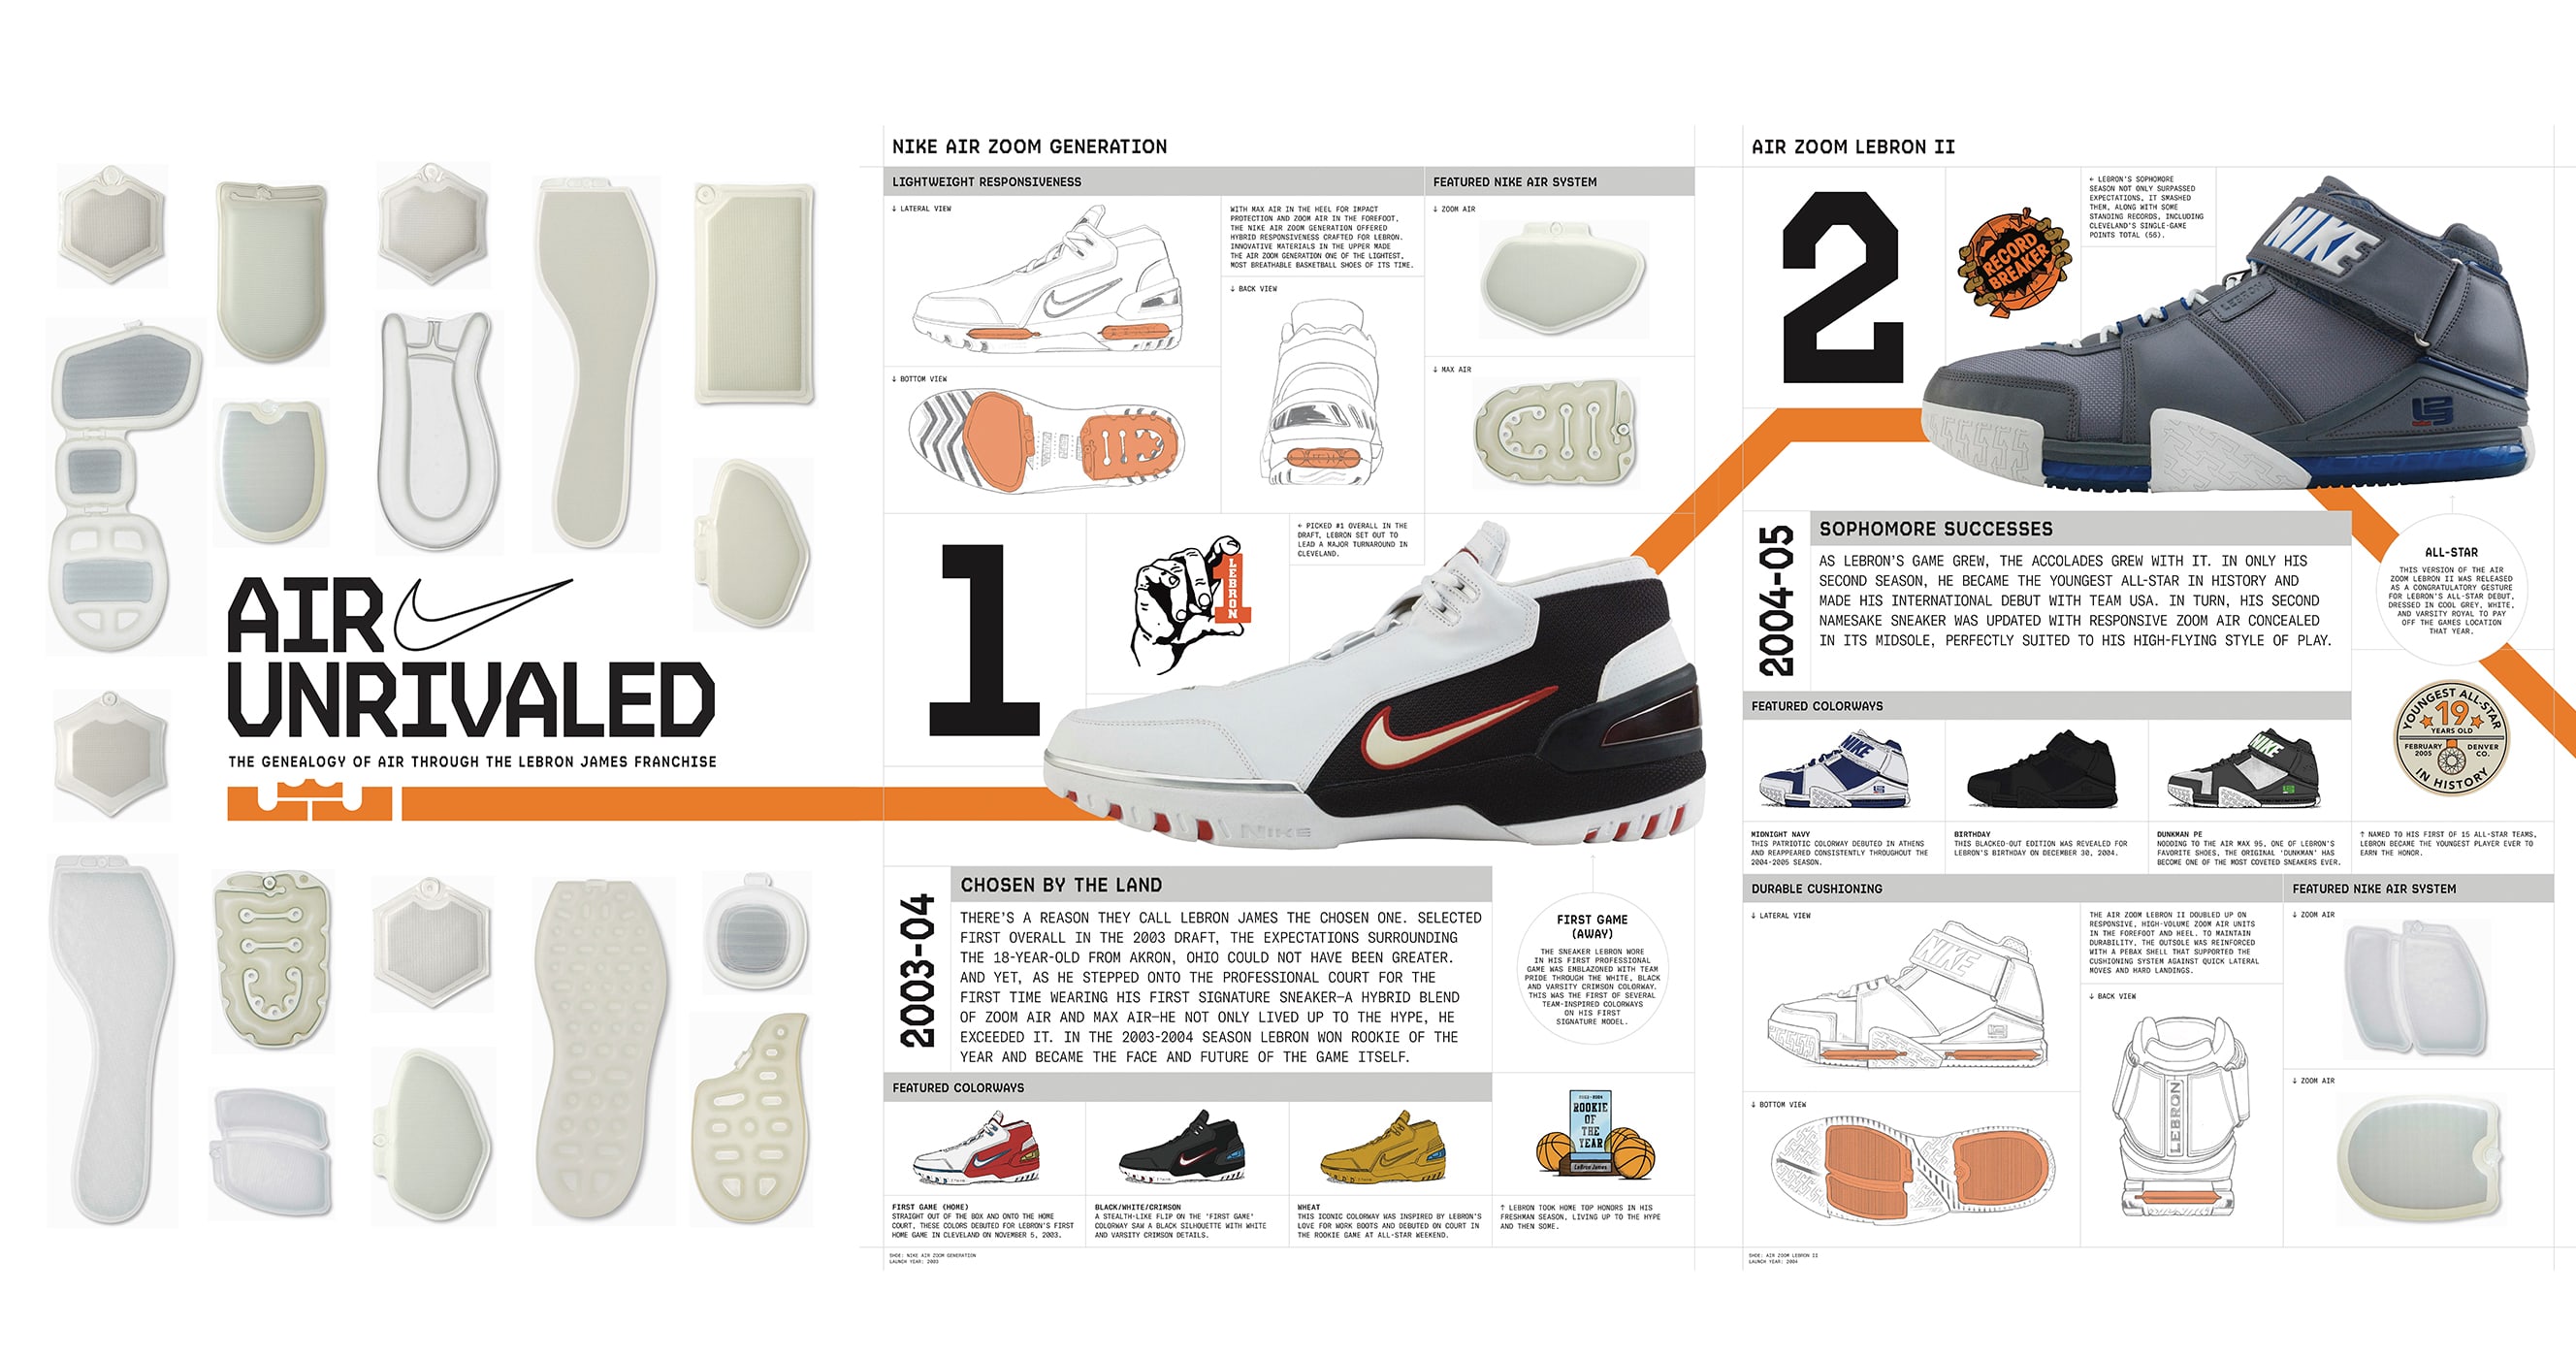 AIR
UNRIVALED
THE GENEALOGY OF AIR THROUGH THE LEBRON JAMES FRANCHISE
NIKE AIR ZOOM GENERATION
LIGHTWEIGHT RESPONSIVENESS
↓ LATERAL VIEW
WITH MAX AIR IN THE HEEL FOR IMPACT
PROTECTION AND ZOOM AIR IN THE FOREFOOT,
THE NIKE AIR ZOOM GENERATION OFFERED
HYBRID RESPONSIVENESS CRAFTED FOR LEBRON.
INNOVATIVE MATERIALS IN THE UPPER MADE
THE AIR ZOOM GENERATION ONE OF THE LIGHTEST,
MOST BREATHABLE BASKETBALL SHOES OF ITS TIME.
↓ BACK VIEW
↓ BOTTOM VIEW
FEATURED NIKE AIR SYSTEM
↓ ZOOM AIR
↓ MAX AIR
1
LEBRON
1
← PICKED #1 OVERALL IN THE
DRAFT, LEBRON SET OUT TO
LEAD A MAJOR TURNAROUND IN
CLEVELAND.
NIKE
2003-04
CHOSEN BY THE LAND
THERE'S A REASON THEY CALL LEBRON JAMES THE CHOSEN ONE. SELECTED
FIRST OVERALL IN THE 2003 DRAFT, THE EXPECTATIONS SURROUNDING
THE 18-YEAR-OLD FROM AKRON, OHIO COULD NOT HAVE BEEN GREATER.
AND YET, AS HE STEPPED ONTO THE PROFESSIONAL COURT FOR THE
FIRST TIME WEARING HIS FIRST SIGNATURE SNEAKER—A HYBRID BLEND
OF ZOOM AIR AND MAX AIR—HE NOT ONLY LIVED UP TO THE HYPE, HE
EXCEEDED IT. IN THE 2003-2004 SEASON LEBRON WON ROOKIE OF THE
YEAR AND BECAME THE FACE AND FUTURE OF THE GAME ITSELF.
FIRST GAME
(AWAY)
THE SNEAKER LEBRON WORE
IN HIS FIRST PROFESSIONAL
GAME WAS EMBLAZONED WITH TEAM
PRIDE THROUGH THE WHITE, BLACK
AND VARSITY CRIMSON COLORWAY.
THIS WAS THE FIRST OF SEVERAL
TEAM-INSPIRED COLORWAYS
ON HIS FIRST
SIGNATURE MODEL.
FEATURED COLORWAYS
FIRST GAME (HOME)
STRAIGHT OUT OF THE BOX AND ONTO THE HOME
COURT, THESE COLORS DEBUTED FOR LEBRON'S FIRST
HOME GAME IN CLEVELAND ON NOVEMBER 5, 2003.
BLACK/WHITE/CRIMSON
A STEALTH-LIKE FLIP ON THE 'FIRST GAME'
COLORWAY SAW A BLACK SILHOUETTE WITH WHITE
AND VARSITY CRIMSON DETAILS.
WHEAT
THIS ICONIC COLORWAY WAS INSPIRED BY LEBRON'S
LOVE FOR WORK BOOTS AND DEBUTED ON COURT IN
THE ROOKIE GAME AT ALL-STAR WEEKEND.
2003-2004
ROOKIE
OF
THE
YEAR
LeBron James
↑ LEBRON TOOK HOME TOP HONORS IN HIS
FRESHMAN SEASON, LIVING UP TO THE HYPE
AND THEN SOME.
SHOE: NIKE AIR ZOOM GENERATION
LAUNCH YEAR: 2003
AIR ZOOM LEBRON II
2
RECORD
BREAKER
← LEBRON'S SOPHOMORE
SEASON NOT ONLY SURPASSED
EXPECTATIONS, IT SMASHED
THEM, ALONG WITH SOME
STANDING RECORDS, INCLUDING
CLEVELAND'S SINGLE-GAME
POINTS TOTAL (56).
NIKE
LEBRON
2004-05
SOPHOMORE SUCCESSES
AS LEBRON'S GAME GREW, THE ACCOLADES GREW WITH IT. IN ONLY HIS
SECOND SEASON, HE BECAME THE YOUNGEST ALL-STAR IN HISTORY AND
MADE HIS INTERNATIONAL DEBUT WITH TEAM USA. IN TURN, HIS SECOND
NAMESAKE SNEAKER WAS UPDATED WITH RESPONSIVE ZOOM AIR CONCEALED
IN ITS MIDSOLE, PERFECTLY SUITED TO HIS HIGH-FLYING STYLE OF PLAY.
ALL-STAR
THIS VERSION OF THE AIR
ZOOM LEBRON II WAS RELEASED
AS A CONGRATULATORY GESTURE
FOR LEBRON'S ALL-STAR DEBUT,
DRESSED IN COOL GREY, WHITE,
AND VARSITY ROYAL TO PAY
OFF THE GAMES LOCATION
THAT YEAR.
FEATURED COLORWAYS
NIKE
NIKE
MIDNIGHT NAVY
THIS PATRIOTIC COLORWAY DEBUTED IN ATHENS
AND REAPPEARED CONSISTENTLY THROUGHOUT THE
2004-2005 SEASON.
BIRTHDAY
THIS BLACKED-OUT EDITION WAS REVEALED FOR
LEBRON'S BIRTHDAY ON DECEMBER 30, 2004.
DUNKMAN PE
NODDING TO THE AIR MAX 95, ONE OF LEBRON'S
FAVORITE SHOES, THE ORIGINAL 'DUNKMAN' HAS
BECOME ONE OF THE MOST COVETED SNEAKERS EVER.
YOUNGEST ALL-STAR
19
YEARS OLD
FEBRUARY
2005
DENVER
CO.
IN HISTORY
↑ NAMED TO HIS FIRST OF 15 ALL-STAR TEAMS,
LEBRON BECAME THE YOUNGEST PLAYER EVER TO
EARN THE HONOR.
DURABLE CUSHIONING
↓ LATERAL VIEW
NIKE
THE AIR ZOOM LEBRON II DOUBLED UP ON
RESPONSIVE, HIGH-VOLUME ZOOM AIR UNITS
IN THE FOREFOOT AND HEEL. TO MAINTAIN
DURABILITY, THE OUTSOLE WAS REINFORCED
WITH A PEBAX SHELL THAT SUPPORTED THE
CUSHIONING SYSTEM AGAINST QUICK LATERAL
MOVES AND HARD LANDINGS.
↓ BACK VIEW
LEBRON
↓ BOTTOM VIEW
FEATURED NIKE AIR SYSTEM
↓ ZOOM AIR
↓ ZOOM AIR
SHOE: AIR ZOOM LEBRON II
LAUNCH YEAR: 2004